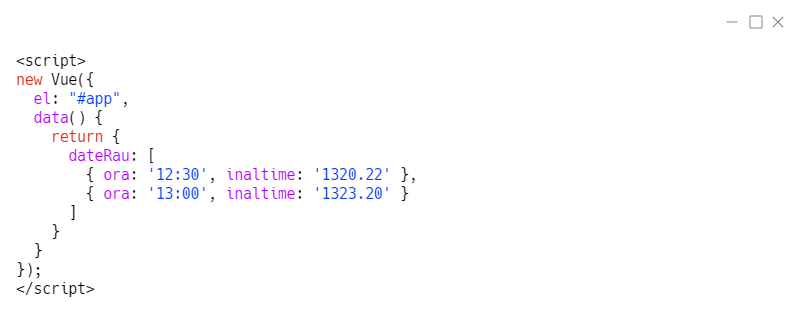 <script>
new Vue({
  el: "#app",
  data() {
    return {
      dateRau: [
        { ora: '12:30', inaltime: '1320.22' },
        { ora: '13:00', inaltime: '1323.20' }
      ]
    }
  }
});
</script>